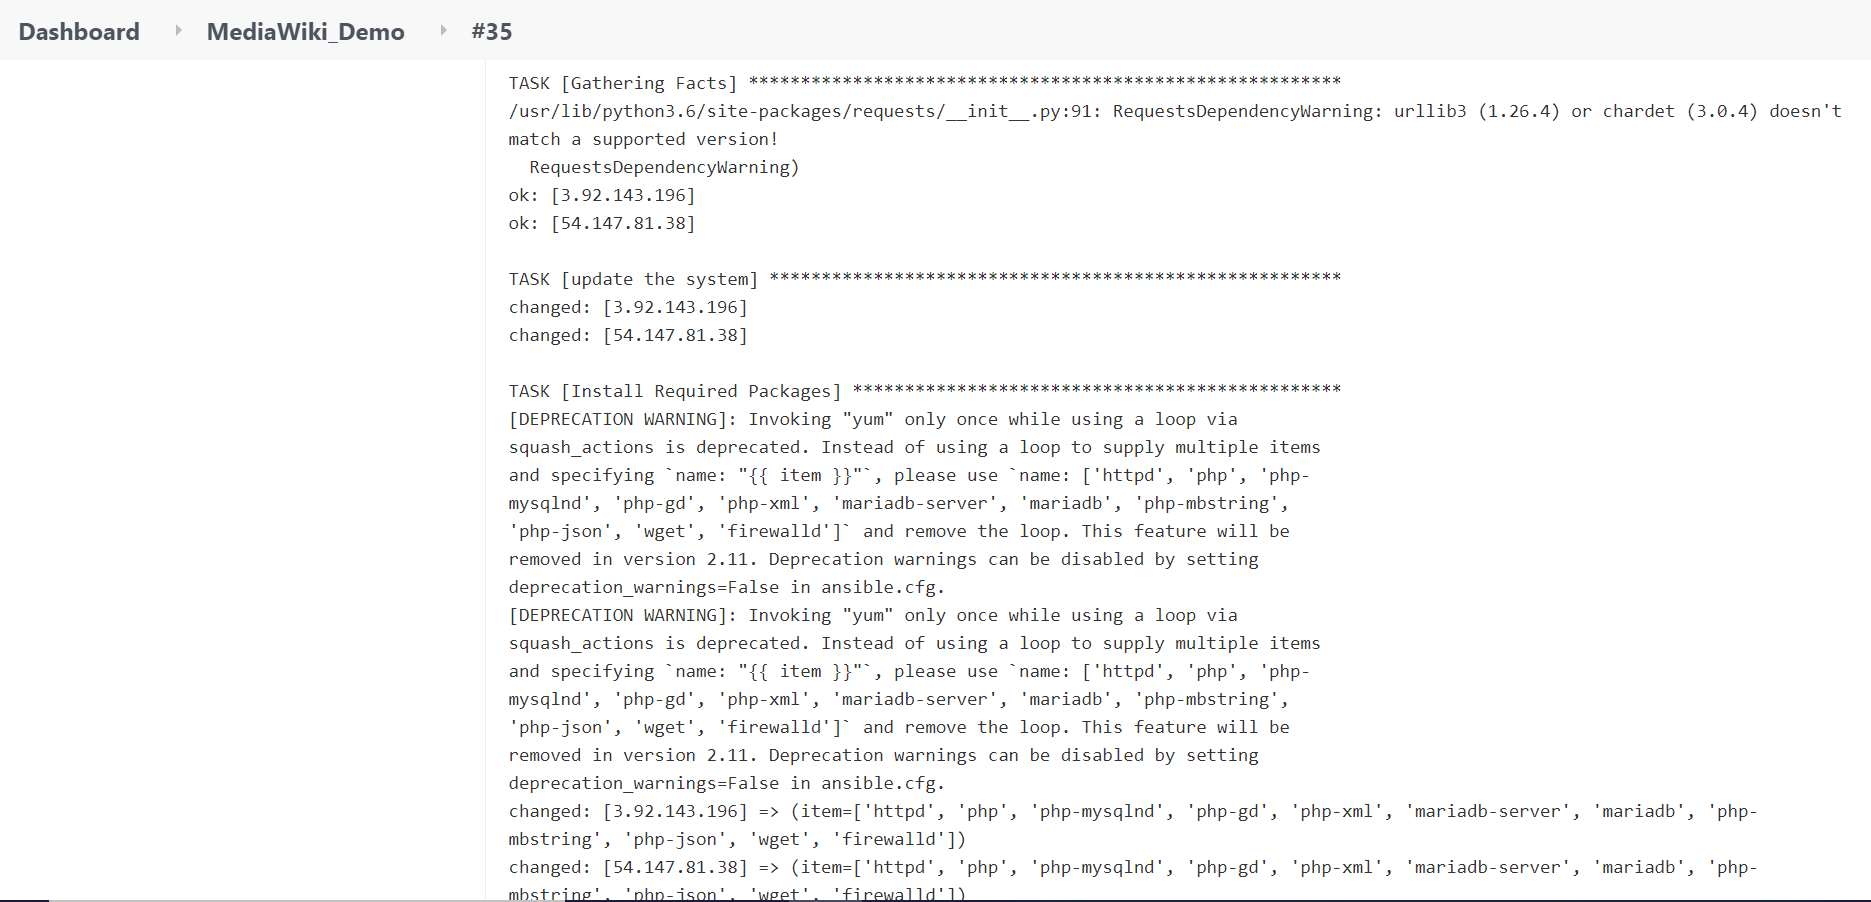 Dashboard MediaWiki_Demo #35
TASK [Gathering Facts] *********************************************************
/usr/lib/python3.6/site-packages/requests/__init__.py:91: RequestsDependencyWarning: urllib3 (1.26.4) or chardet (3.0.4) doesn't
match a supported version!
  RequestsDependencyWarning)
ok: [3.92.143.196]
ok: [54.147.81.38]
TASK [update the system] *******************************************************
changed: [3.92.143.196]
changed: [54.147.81.38]
TASK [Install Required Packages] ***********************************************
[DEPRECATION WARNING]: Invoking "yum" only once while using a loop via
squash_actions is deprecated. Instead of using a loop to supply multiple items
and specifying `name: "{{ item }}"`, please use `name: ['httpd', 'php', 'php-
mysqlnd', 'php-gd', 'php-xml', 'mariadb-server', 'mariadb', 'php-mbstring',
'php-json', 'wget', 'firewalld']` and remove the loop. This feature will be
removed in version 2.11. Deprecation warnings can be disabled by setting
deprecation_warnings=False in ansible.cfg.
[DEPRECATION WARNING]: Invoking "yum" only once while using a loop via
squash_actions is deprecated. Instead of using a loop to supply multiple items
and specifying `name: "{{ item }}"`, please use `name: ['httpd', 'php', 'php-
mysqlnd', 'php-gd', 'php-xml', 'mariadb-server', 'mariadb', 'php-mbstring',
'php-json', 'wget', 'firewalld']` and remove the loop. This feature will be
removed in version 2.11. Deprecation warnings can be disabled by setting
deprecation_warnings=False in ansible.cfg.
changed: [3.92.143.196] => (item=['httpd', 'php', 'php-mysqlnd', 'php-gd', 'php-xml', 'mariadb-server', 'mariadb', 'php-
mbstring', 'php-json', 'wget', 'firewalld'])
changed: [54.147.81.38] => (item=['httpd', 'php', 'php-mysqlnd', 'php-gd', 'php-xml', 'mariadb-server', 'mariadb', 'php-
mbstring', 'php-json', 'wget', 'firewalld'])